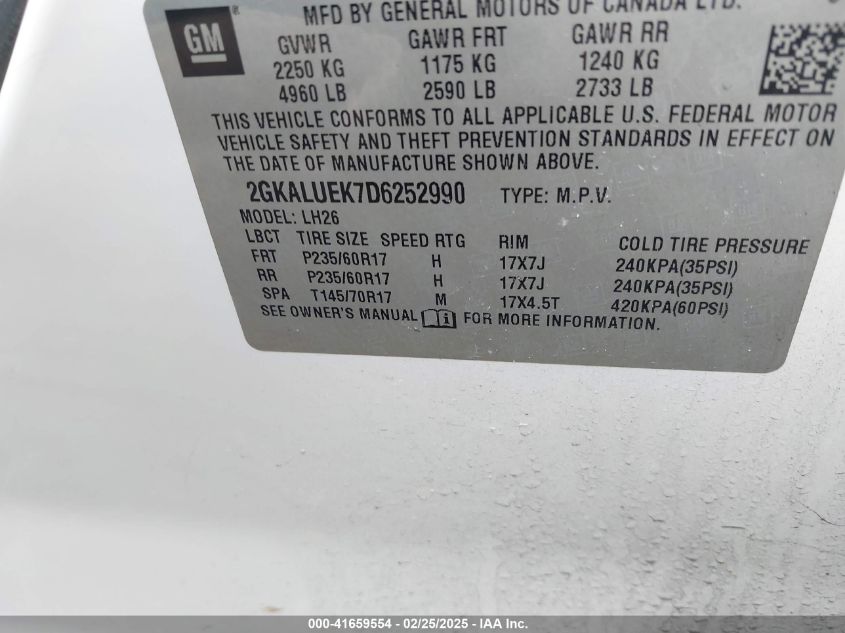 MFD BY GENERAL MOTORS OF CANADA LTD.
GM
GVWR GAWR FRT GAWR RR
2250 KG 1175 KG 1240 KG
4960 LB 2590 LB 2733 LB
THIS VEHICLE CONFORMS TO ALL APPLICABLE U.S. FEDERAL MOTOR
VEHICLE SAFETY AND THEFT PREVENTION STANDARDS IN EFFECT ON
THE DATE OF MANUFACTURE SHOWN ABOVE.
2GKALUEK7D6252990 TYPE: M.P.V.
MODEL: LH26
LBCT TIRE SIZE SPEED RTG RIM COLD TIRE PRESSURE
FRT P235/60R17 H 17X7J 240KPA(35PSI)
RR P235/60R17 H 17X7J 240KPA(35PSI)
SPA T145/70R17 M 17X4.5T 420KPA(60PSI)
SEE OWNER'S MANUAL i FOR MORE INFORMATION.
000-41659554 - 02/25/2025 - IAA Inc.